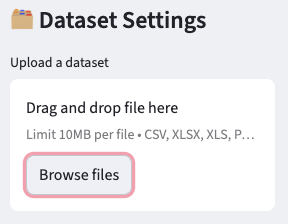 Dataset Settings
Upload a dataset
Drag and drop file here
Limit 10MB per file • CSV, XLSX, XLS, P…
Browse files